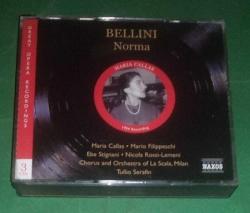 GREAT OPERA RECORDINGS
BELLINI
Norma
MARIA CALLAS
1954 Recording
Maria Callas • Mario Filippeschi
Ebe Stignani • Nicola Rossi-Lemeni
Chorus and Orchestra of La Scala, Milan
Tullio Serafin
3
NAXOS